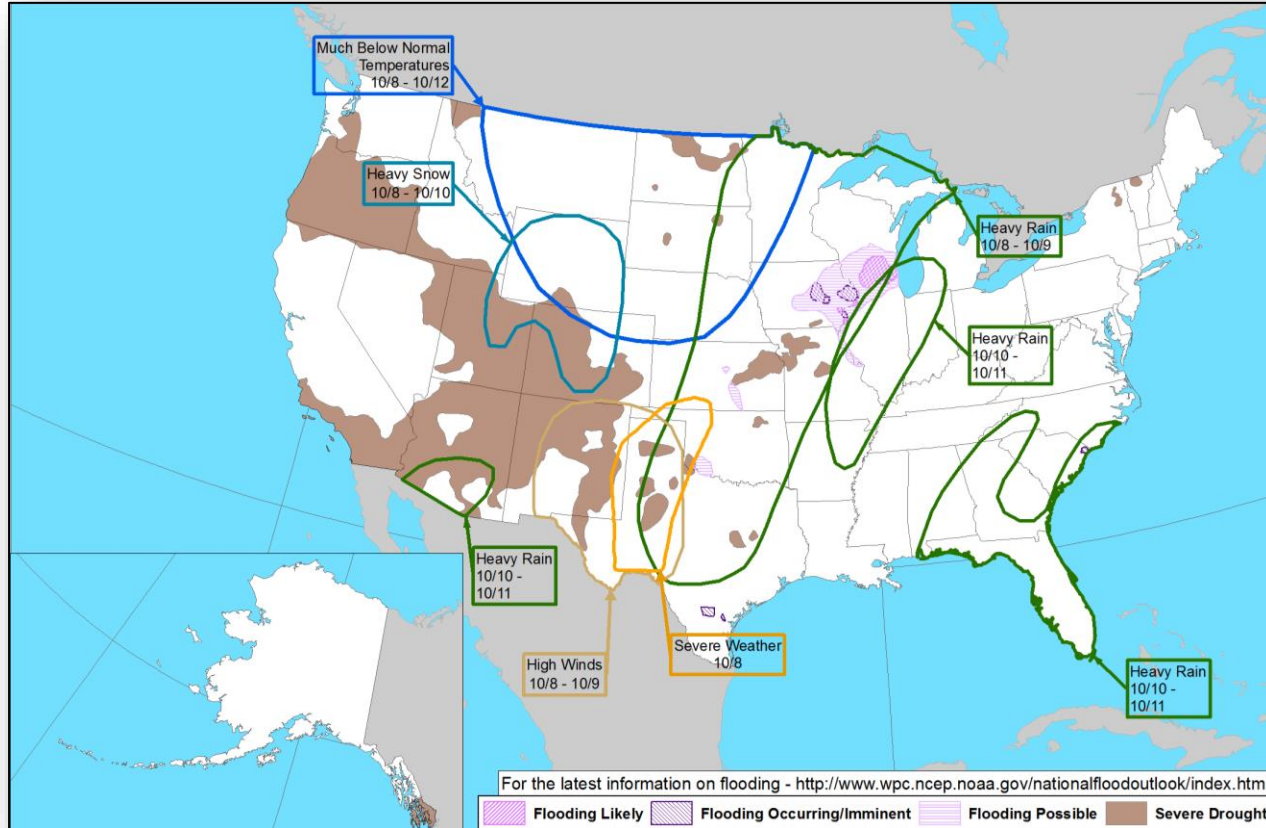 Much Below Normal
Temperatures
10/8 - 10/12
Heavy Snow
10/8 - 10/10
Heavy Rain
10/8 - 10/9
Heavy Rain
10/10 -
10/11
Heavy Rain
10/10 -
10/11
High Winds
10/8 - 10/9
Severe Weather
10/8
Heavy Rain
10/10 -
10/11
For the latest information on flooding - http://www.wpc.ncep.noaa.gov/nationalfloodoutlook/index.htm
Flooding Likely Flooding Occurring/Imminent Flooding Possible Severe Drought